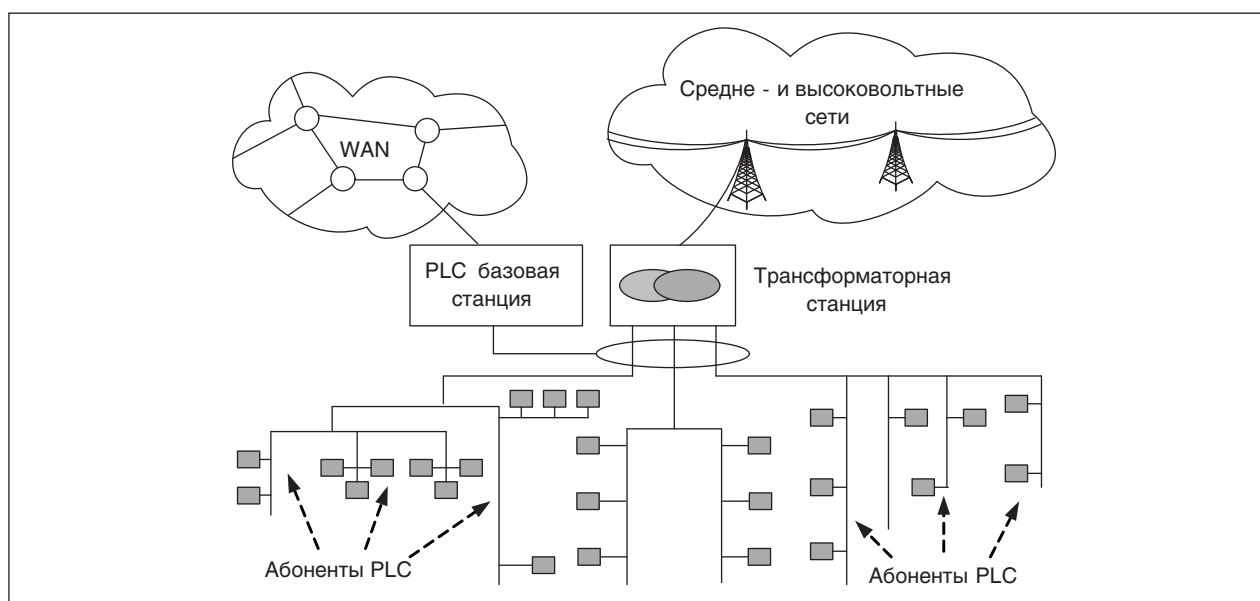 Средне - и высоковольтные
сети
WAN
PLC базовая
станция
Трансформаторная
станция
Абоненты PLC
Абоненты PLC